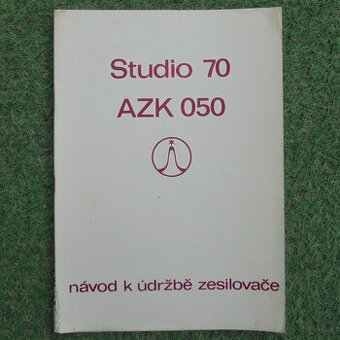 Studio 70
AZK 050
návod k údržbě zesilovače